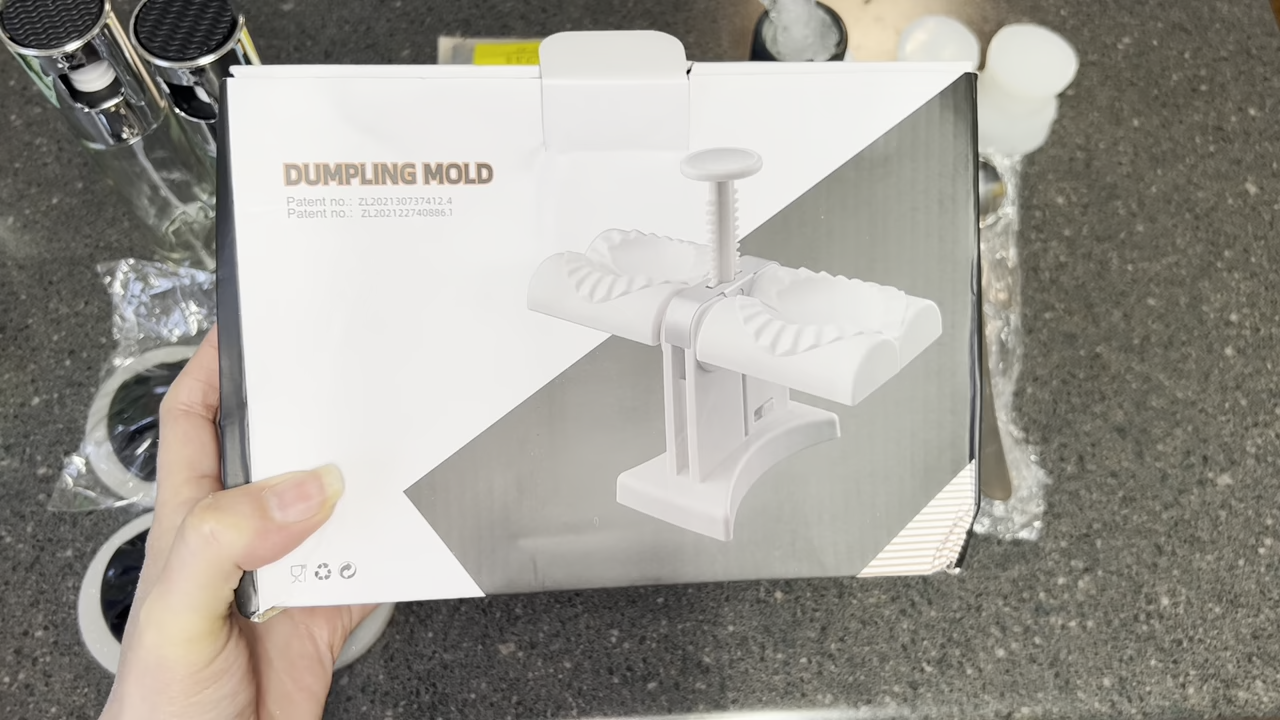 DUMPLING MOLD
Patent no.: ZL202130737412.4
Patent no.: ZL202122740886.1